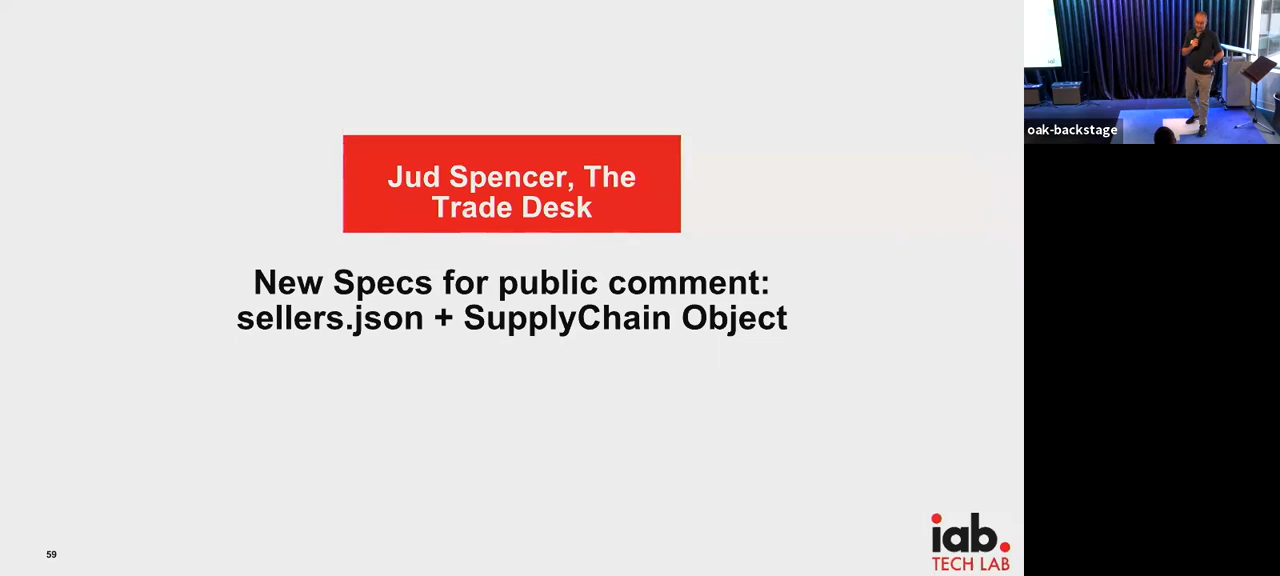 Jud Spencer, The
Trade Desk
New Specs for public comment:
sellers.json + SupplyChain Object
59
iab.
TECH LAB
oak-backstage